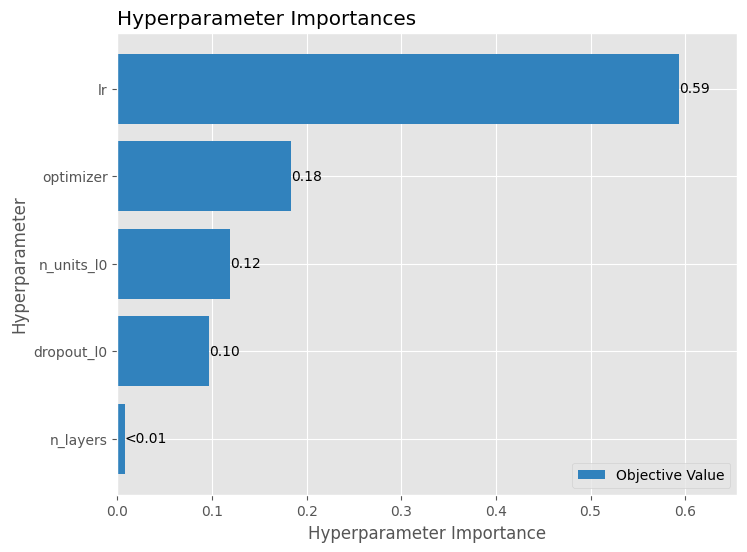 Hyperparameter Importances
Hyperparameter
lr
0.59
optimizer
0.18
n_units_l0
0.12
dropout_l0
0.10
n_layers
<0.01
Objective Value
0.0 0.1 0.2 0.3 0.4 0.5 0.6
Hyperparameter Importance